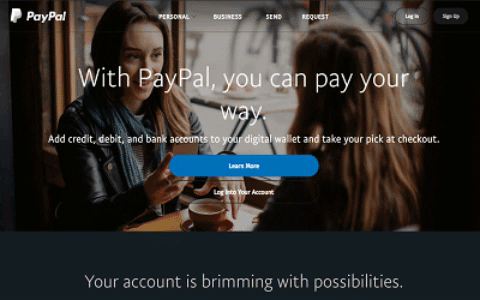 PayPal
PERSONAL
BUSINESS
SEND
REQUEST
Log In
Sign Up
With PayPal, you can pay your
way.
Add credit, debit, and bank accounts to your digital wallet and take your pick at checkout.
Learn More
Log Into Your Account
Your account is brimming with possibilities.